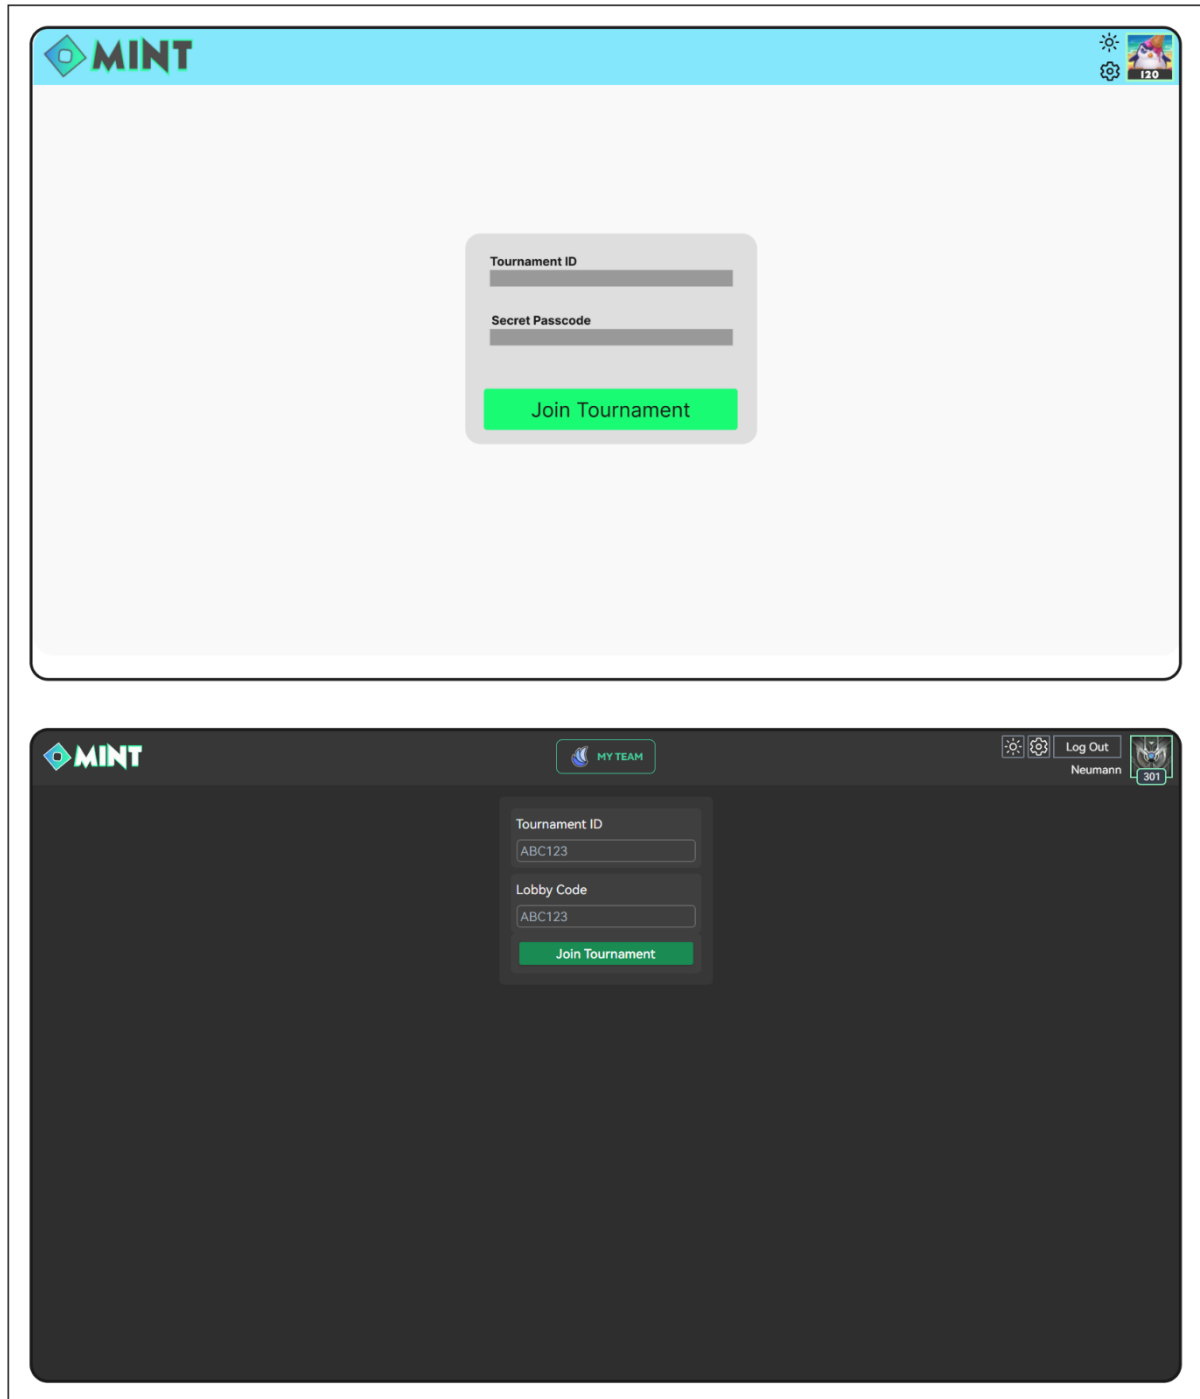 MINT
120
Tournament ID
Secret Passcode
Join Tournament
MINT
MY TEAM
Log Out
Neumann
301
Tournament ID
ABC123
Lobby Code
ABC123
Join Tournament